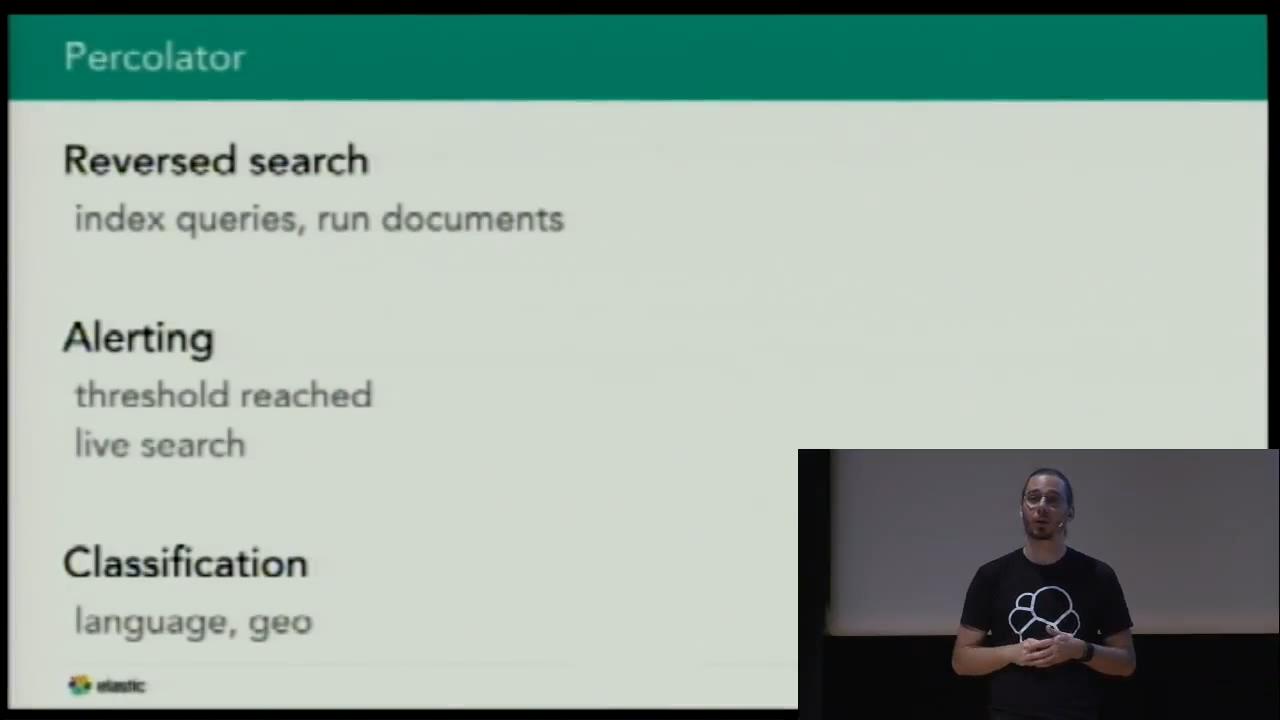 Percolator
Reversed search
index queries, run documents
Alerting
threshold reached
live search
Classification
language, geo
elastic